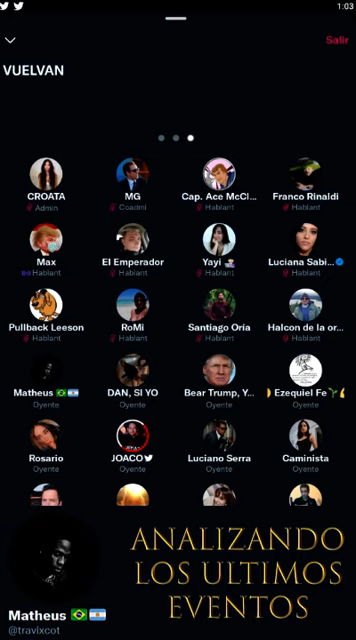 1:03
Salir
VUELVAN
CROATA MG Cap. Ace McCl... Franco Rinaldi
Admin Coadmi Hablant Hablant
Max El Emperador Yayi Luciana Sabi...
Hablant Hablant Hablant Hablant
Pullback Leeson RoMi Santiago Oria Halcon de la or...
Hablant Hablant Hablant Hablant
Matheus 🇧🇷🇦🇷 DAN, SI YO Bear Trump, Y... Ezequiel Fe
Oyente Oyente Oyente Oyente
Rosario JOACO Luciano Serra Caminista
Oyente Oyente Oyente Oyente
ANALIZANDO
LOS ULTIMOS
EVENTOS
Matheus 🇧🇷🇦🇷
@travixcot